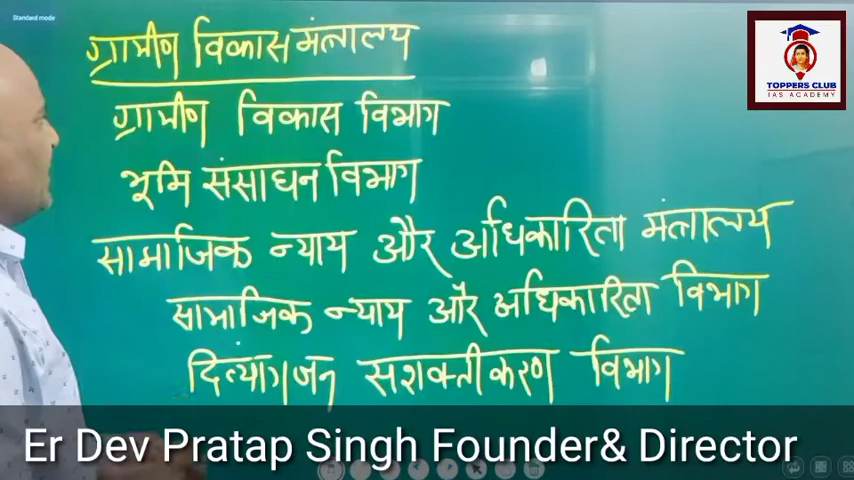 Standard mode
TOPPERS CLUB
IAS ACADEMY
ग्रामीण विकास मंत्रालय
ग्रामीण विकास विभाग
भूमि संसाधन विभाग
सामाजिक न्याय और अधिकारिता मंत्रालय
सामाजिक न्याय और अधिकारिता विभाग
दिव्यांगजन सशक्तीकरण विभाग
Er Dev Pratap Singh Founder& Director